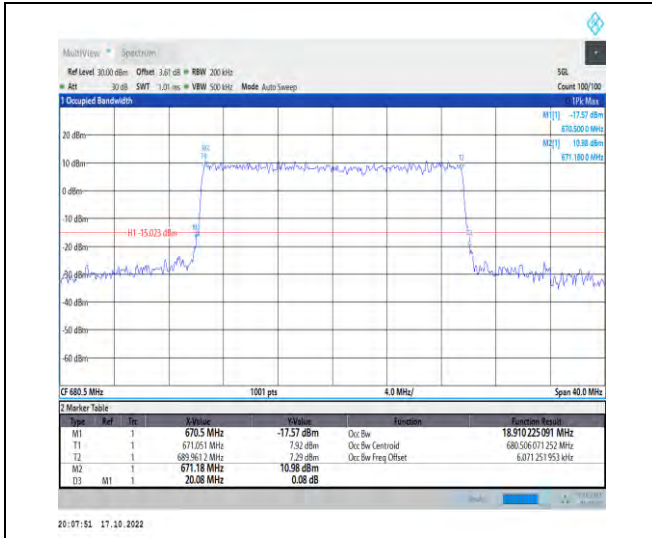 MultiView Spectrum
Ref Level 30.00 dBm Offset 3.61 dB RBW 200 kHz SGL
Att 30 dB SWT 1.01 ms VBW 500 kHz Mode Auto Sweep Count 100/100
1 Occupied Bandwidth 1Pk Max
M1[1] -17.57 dBm
670.500 0 MHz
M2[1] 10.98 dBm
671.180 0 MHz
20 dBm
M2
T1 T2
10 dBm
0 dBm
-10 dBm
H1 -15.023 dBm
-20 dBm
-30 dBm
-40 dBm
-50 dBm
-60 dBm
CF 680.5 MHz 1001 pts 4.0 MHz/ Span 40.0 MHz
2 Marker Table
Type Ref Trc X-Value Y-Value Function Function Result
M1 1 670.5 MHz -17.57 dBm Occ Bw 18.910 225 091 MHz
T1 1 671.051 MHz 7.92 dBm Occ Bw Centroid 680.506 071 252 MHz
T2 1 689.961 2 MHz 7.29 dBm Occ Bw Freq Offset 6.071 251 953 kHz
M2 1 671.18 MHz 10.98 dBm
D3 M1 1 20.08 MHz 0.08 dB
20:07:51 17.10.2022